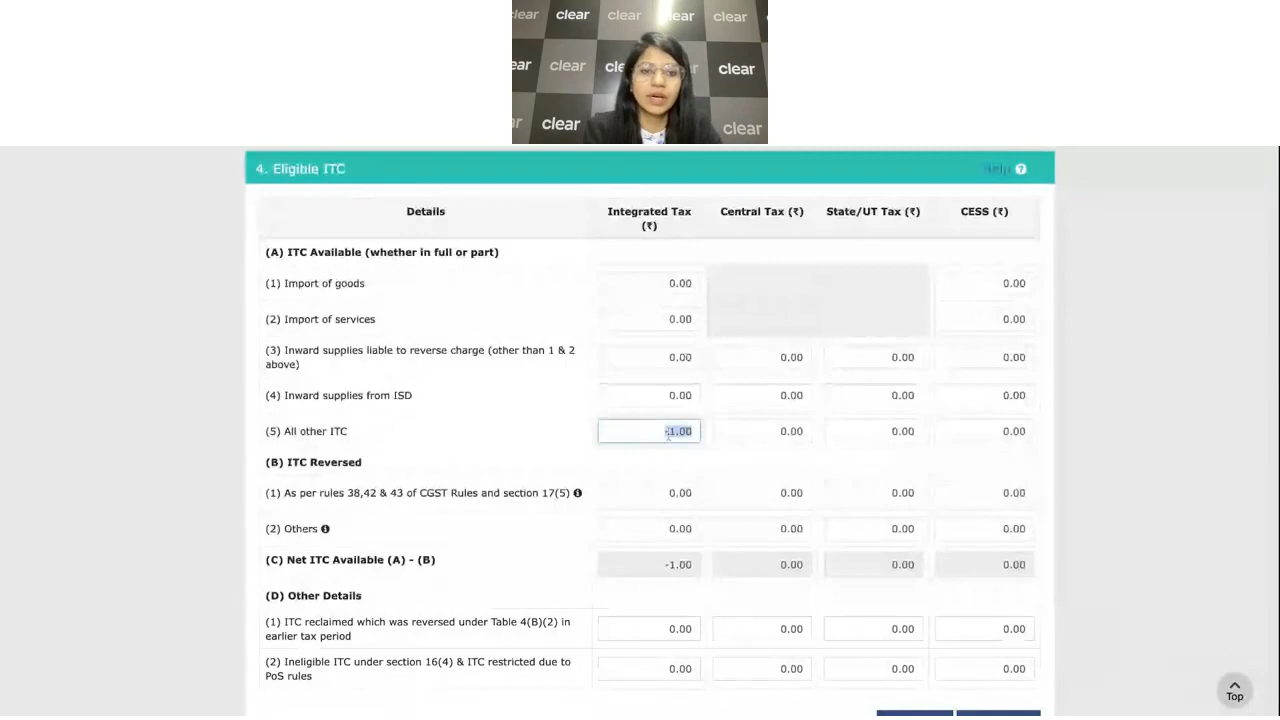 clear clear clear clear clear
ear clear cle clear
ar clear clear
4. Eligible ITC Help ?
Details Integrated Tax (₹) Central Tax (₹) State/UT Tax (₹) CESS (₹)
(A) ITC Available (whether in full or part)
(1) Import of goods 0.00 0.00
(2) Import of services 0.00 0.00
(3) Inward supplies liable to reverse charge (other than 1 & 2 above) 0.00 0.00 0.00 0.00
(4) Inward supplies from ISD 0.00 0.00 0.00 0.00
(5) All other ITC -1.00 0.00 0.00 0.00
(B) ITC Reversed
(1) As per rules 38,42 & 43 of CGST Rules and section 17(5) 0.00 0.00 0.00 0.00
(2) Others 0.00 0.00 0.00 0.00
(C) Net ITC Available (A) - (B) -1.00 0.00 0.00 0.00
(D) Other Details
(1) ITC reclaimed which was reversed under Table 4(B)(2) in earlier tax period 0.00 0.00 0.00 0.00
(2) Ineligible ITC under section 16(4) & ITC restricted due to PoS rules 0.00 0.00 0.00 0.00
Top